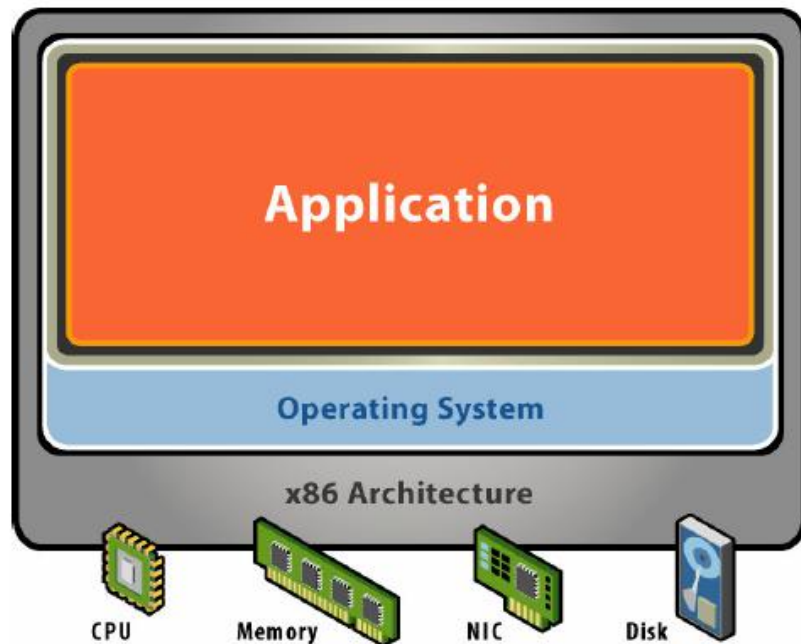 Application
Operating System
x86 Architecture
CPU
Memory
NIC
Disk